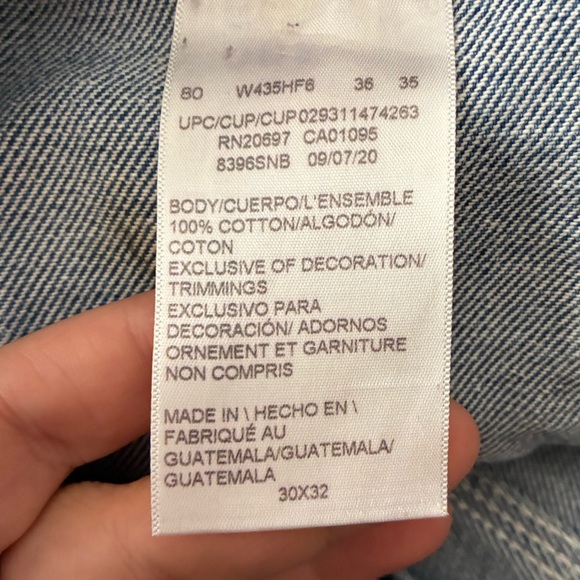 80 W435HF6 36 35
UPC/CUP/CUP029311474263
RN20697 CA01095
8396SNB 09/07/20
BODY/CUERPO/L'ENSEMBLE
100% COTTON/ALGODÓN/
COTON
EXCLUSIVE OF DECORATION/
TRIMMINGS
EXCLUSIVO PARA
DECORACIÓN/ ADORNOS
ORNEMENT ET GARNITURE
NON COMPRIS
MADE IN \ HECHO EN \
FABRIQUÉ AU
GUATEMALA/GUATEMALA/
GUATEMALA
30X32